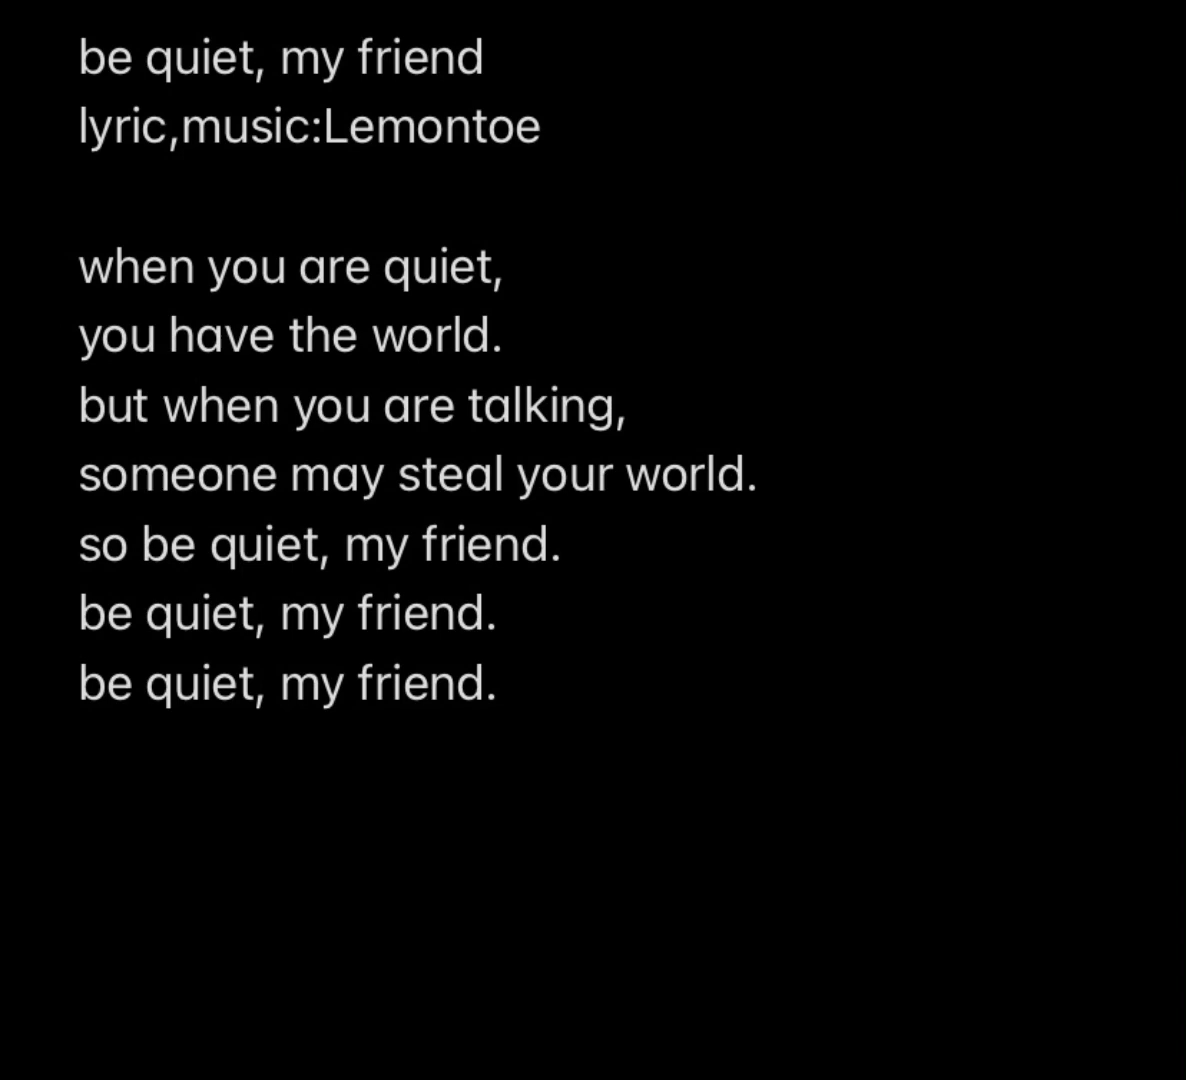 be quiet, my friend
lyric,music:Lemontoe
when you are quiet,
you have the world.
but when you are talking,
someone may steal your world.
so be quiet, my friend.
be quiet, my friend.
be quiet, my friend.